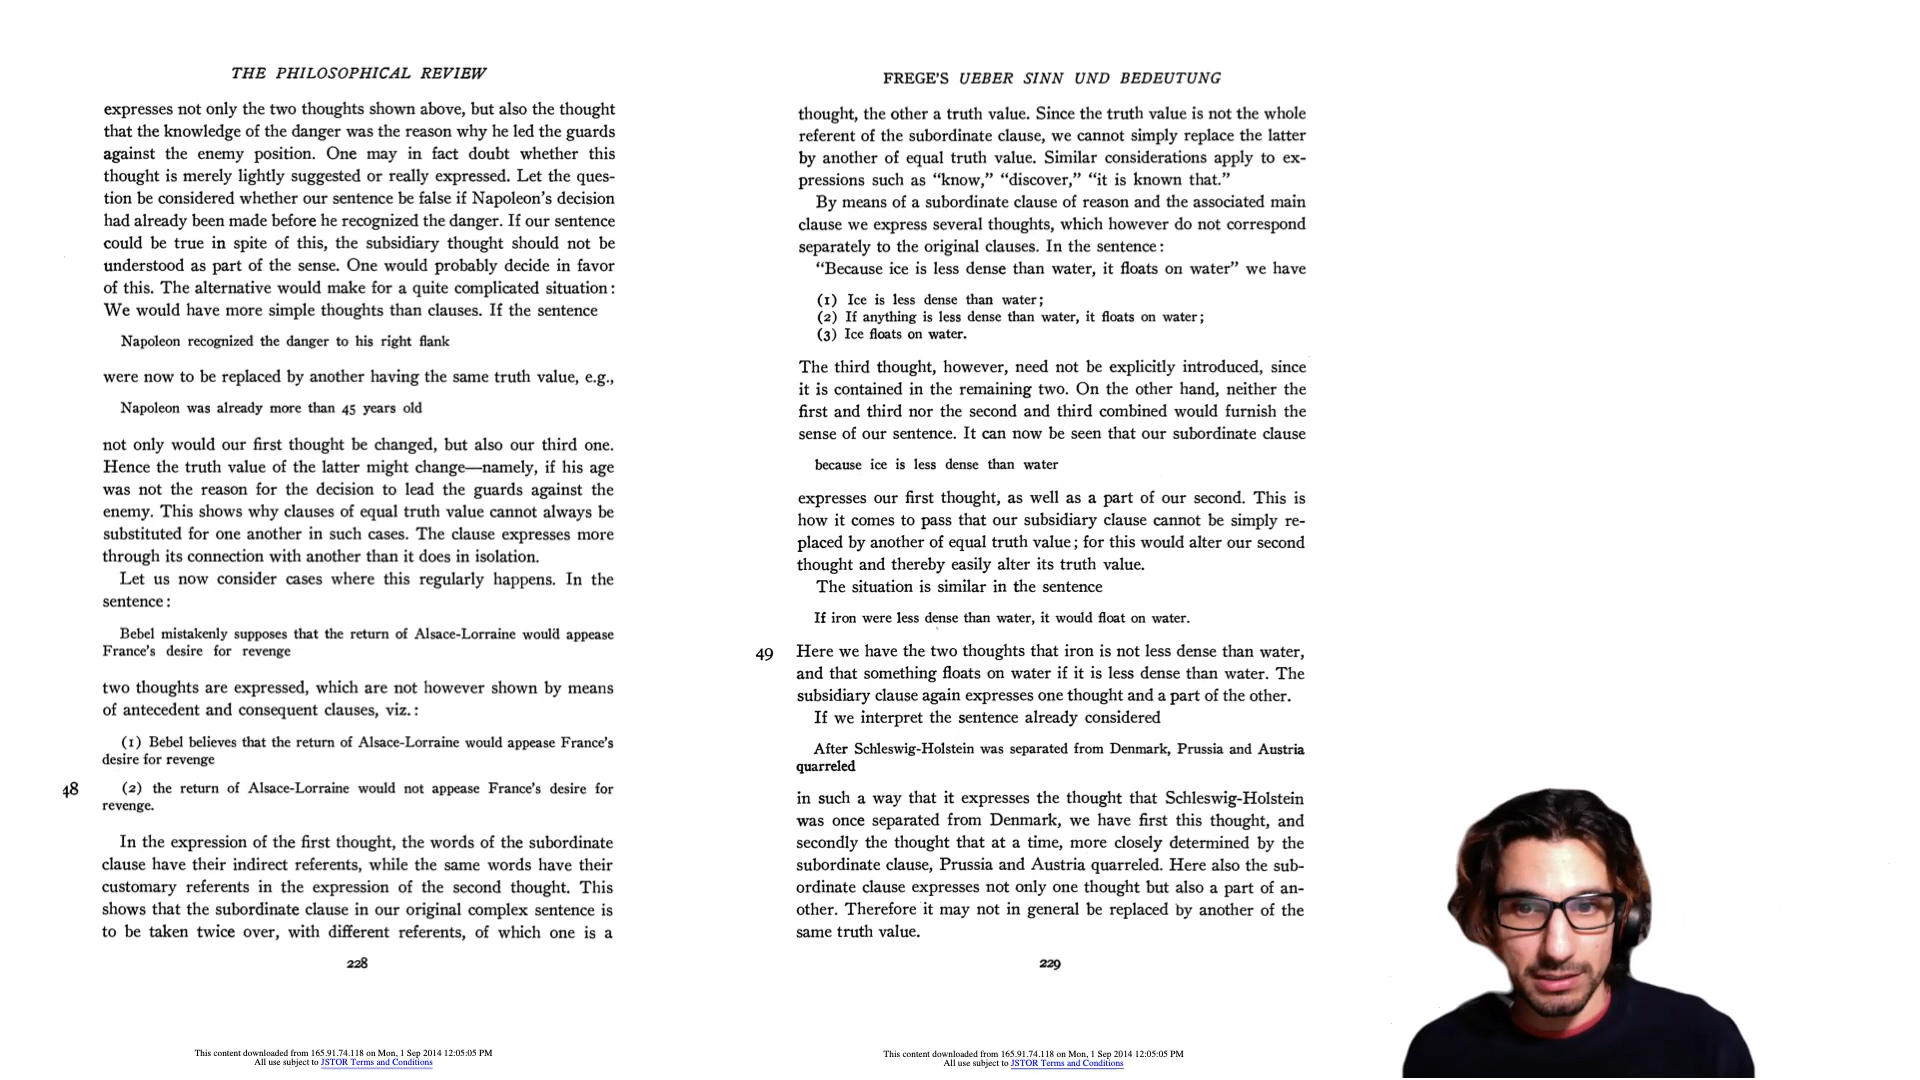 THE PHILOSOPHICAL REVIEW
expresses not only the two thoughts shown above, but also the thought
that the knowledge of the danger was the reason why he led the guards
against the enemy position. One may in fact doubt whether this
thought is merely lightly suggested or really expressed. Let the ques-
tion be considered whether our sentence be false if Napoleon's decision
had already been made before he recognized the danger. If our sentence
could be true in spite of this, the subsidiary thought should not be
understood as part of the sense. One would probably decide in favor
of this. The alternative would make for a quite complicated situation:
We would have more simple thoughts than clauses. If the sentence
Napoleon recognized the danger to his right flank
were now to be replaced by another having the same truth value, e.g.,
Napoleon was already more than 45 years old
not only would our first thought be changed, but also our third one.
Hence the truth value of the latter might change—namely, if his age
was not the reason for the decision to lead the guards against the
enemy. This shows why clauses of equal truth value cannot always be
substituted for one another in such cases. The clause expresses more
through its connection with another than it does in isolation.
Let us now consider cases where this regularly happens. In the
sentence:
Bebel mistakenly supposes that the return of Alsace-Lorraine would appease
France's desire for revenge
two thoughts are expressed, which are not however shown by means
of antecedent and consequent clauses, viz.:
(1) Bebel believes that the return of Alsace-Lorraine would appease France's
desire for revenge
48 (2) the return of Alsace-Lorraine would not appease France's desire for
revenge.
In the expression of the first thought, the words of the subordinate
clause have their indirect referents, while the same words have their
customary referents in the expression of the second thought. This
shows that the subordinate clause in our original complex sentence is
to be taken twice over, with different referents, of which one is a
228
This content downloaded from 165.91.74.118 on Mon, 1 Sep 2014 12:05:05 PM
All use subject to JSTOR Terms and Conditions
FREGE'S UEBER SINN UND BEDEUTUNG
thought, the other a truth value. Since the truth value is not the whole
referent of the subordinate clause, we cannot simply replace the latter
by another of equal truth value. Similar considerations apply to ex-
pressions such as "know," "discover," "it is known that."
By means of a subordinate clause of reason and the associated main
clause we express several thoughts, which however do not correspond
separately to the original clauses. In the sentence:
"Because ice is less dense than water, it floats on water" we have
(1) Ice is less dense than water;
(2) If anything is less dense than water, it floats on water;
(3) Ice floats on water.
The third thought, however, need not be explicitly introduced, since
it is contained in the remaining two. On the other hand, neither the
first and third nor the second and third combined would furnish the
sense of our sentence. It can now be seen that our subordinate clause
because ice is less dense than water
expresses our first thought, as well as a part of our second. This is
how it comes to pass that our subsidiary clause cannot be simply re-
placed by another of equal truth value; for this would alter our second
thought and thereby easily alter its truth value.
The situation is similar in the sentence
If iron were less dense than water, it would float on water.
49 Here we have the two thoughts that iron is not less dense than water,
and that something floats on water if it is less dense than water. The
subsidiary clause again expresses one thought and a part of the other.
If we interpret the sentence already considered
After Schleswig-Holstein was separated from Denmark, Prussia and Austria
quarreled
in such a way that it expresses the thought that Schleswig-Holstein
was once separated from Denmark, we have first this thought, and
secondly the thought that at a time, more closely determined by the
subordinate clause, Prussia and Austria quarreled. Here also the sub-
ordinate clause expresses not only one thought but also a part of an-
other. Therefore it may not in general be replaced by another of the
same truth value.
229
This content downloaded from 165.91.74.118 on Mon, 1 Sep 2014 12:05:05 PM
All use subject to JSTOR Terms and Conditions